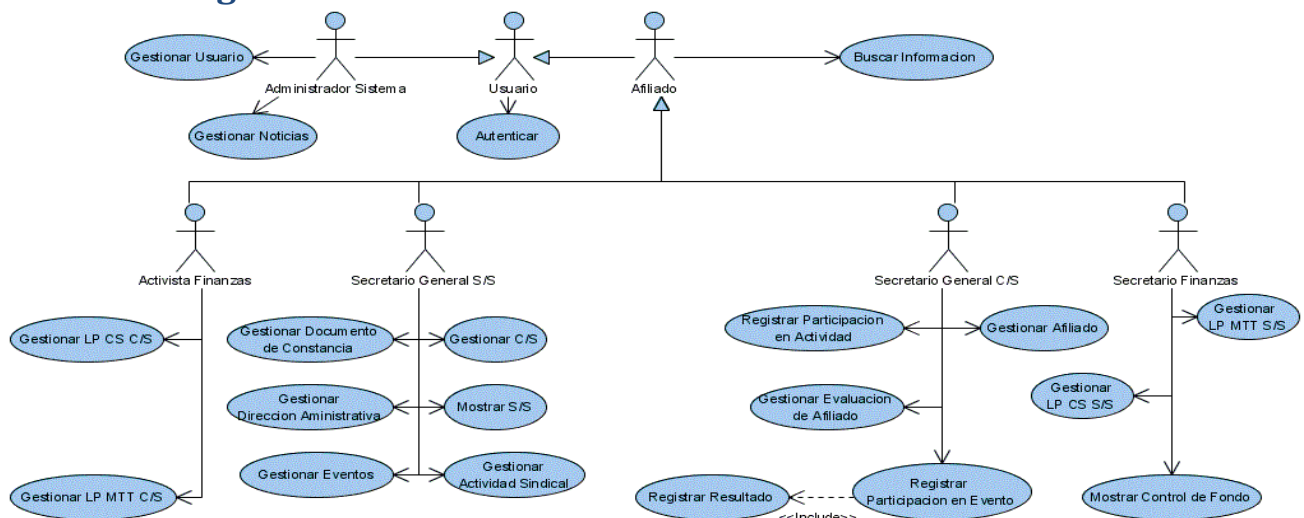 Gestionar Usuario
Administrador Sistema
Usuario
Afiliado
Buscar Informacion
Gestionar Noticias
Autenticar
Activista Finanzas
Secretario General S/S
Secretario General C/S
Secretario Finanzas
Gestionar LP CS C/S
Gestionar LP MTT C/S
Gestionar Documento
de Constancia
Gestionar C/S
Gestionar
Direccion Aministrativa
Mostrar S/S
Gestionar Eventos
Gestionar
Actividad Sindical
Registrar Participacion
en Actividad
Gestionar Afiliado
Gestionar Evaluacion
de Afiliado
Registrar Resultado
<<Include>>
Registrar
Participacion en Evento
Gestionar
LP MTT S/S
Gestionar
LP CS S/S
Mostrar Control de Fondo